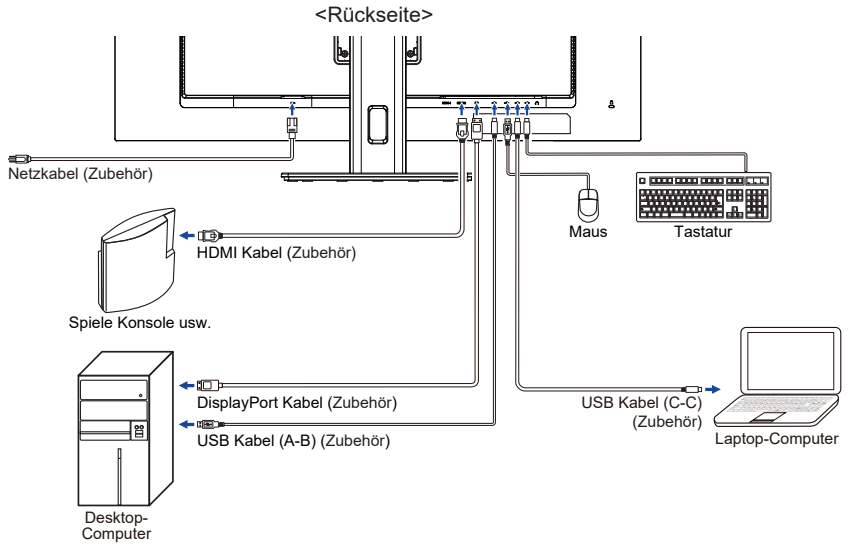 <Rückseite>
Netzkabel (Zubehör)
Maus
Tastatur
HDMI Kabel (Zubehör)
Spiele Konsole usw.
DisplayPort Kabel (Zubehör)
USB Kabel (A-B) (Zubehör)
USB Kabel (C-C)
(Zubehör)
Laptop-Computer
Desktop-
Computer